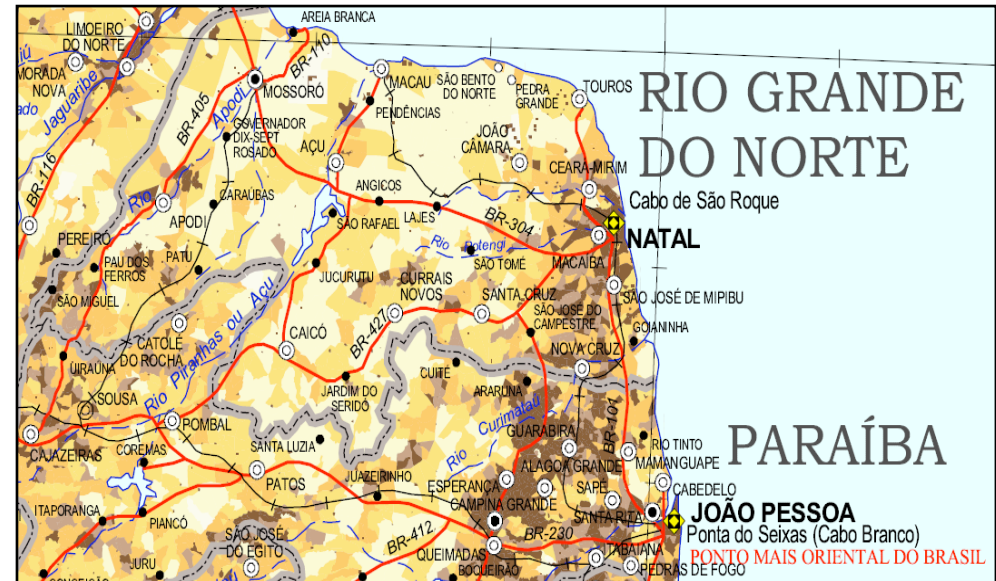 AREIA BRANCA
LIMOEIRO
DO NORTE
BR-110
MORADA
NOVA
Jaguaribe
MOSSORÓ
MACAU
SÃO BENTO
DO NORTE
PEDRA
GRANDE
TOUROS
RIO GRANDE
DO NORTE
PENDÊNCIAS
BR-405
Apodi
GOVERNADOR
DIX-SEPT
ROSADO
AÇU
JOÃO
CÂMARA
CEARÁ-MIRIM
BR-116
Rio
CARAÚBAS
ANGICOS
Cabo de São Roque
APODI
SÃO RAFAEL
LAJES
BR-304
NATAL
PEREIRO
PAU DOS
FERROS
PATU
Rio Potengi
SÃO TOMÉ
MACAÍBA
JUCURUTU
CURRAIS
NOVOS
SANTA CRUZ
SÃO JOSÉ DE MIPIBU
SÃO MIGUEL
SÃO JOSÉ DO
CAMPESTRE
GOIANINHA
CATOLÉ
DO ROCHA
Rio Piranhas ou Açu
CAICÓ
BR-427
NOVA CRUZ
UIRAÚNA
CUITÉ
JARDIM DO
SERIDÓ
ARARUNA
SOUSA
POMBAL
Rio Curimataú
BR-101
GUARABIRA
RIO TINTO
PARAÍBA
CAJAZEIRAS
COREMAS
SANTA LUZIA
ALAGOA GRANDE
MAMANGUAPE
PATOS
JUAZEIRINHO
ESPERANÇA
SAPÉ
CABEDELO
ITAPORANGA
PIANCÓ
CAMPINA GRANDE
SANTA RITA
JOÃO PESSOA
Ponta do Seixas (Cabo Branco)
SÃO JOSÉ
DO EGITO
BR-412
BR-230
QUEIMADAS
ITABAIANA
PONTO MAIS ORIENTAL DO BRASIL
JURU
BOQUEIRÃO
PEDRAS DE FOGO